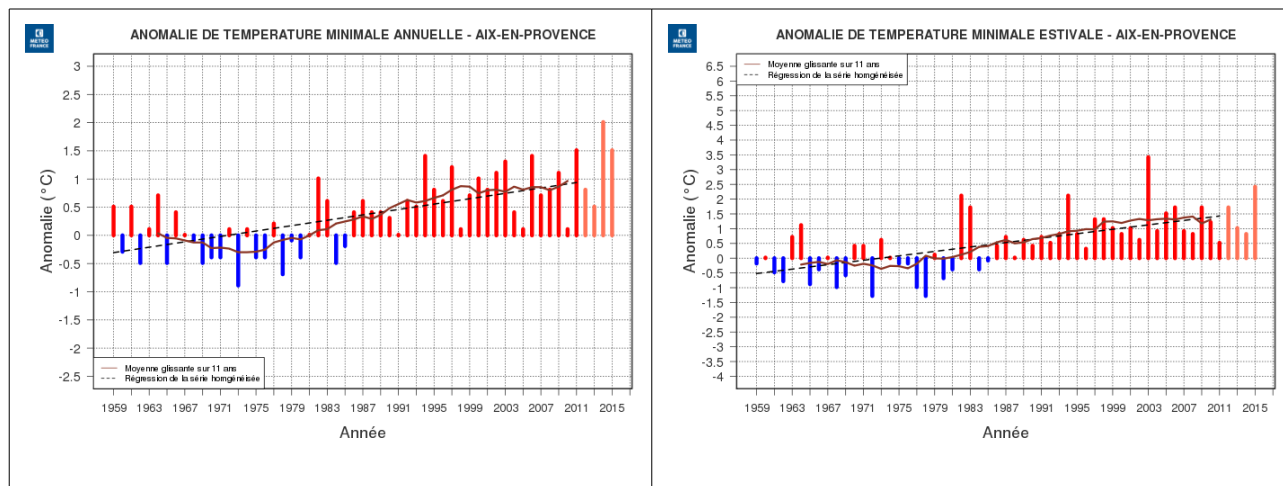 METEO
FRANCE
ANOMALIE DE TEMPERATURE MINIMALE ANNUELLE - AIX-EN-PROVENCE
3
2.5
2
1.5
1
0.5
0
-0.5
-1
-1.5
-2
-2.5
Anomalie (°C)
Moyenne glissante sur 11 ans
Régression de la série homgénéisée
1959 1963 1967 1971 1975 1979 1983 1987 1991 1995 1999 2003 2007 2011 2015
Année
METEO
FRANCE
ANOMALIE DE TEMPERATURE MINIMALE ESTIVALE - AIX-EN-PROVENCE
Moyenne glissante sur 11 ans
Régression de la série homgénéisée
6.5
6
5.5
5
4.5
4
3.5
3
2.5
2
1.5
1
0.5
0
-0.5
-1
-1.5
-2
-2.5
-3
-3.5
-4
Anomalie (°C)
1959 1963 1967 1971 1975 1979 1983 1987 1991 1995 1999 2003 2007 2011 2015
Année